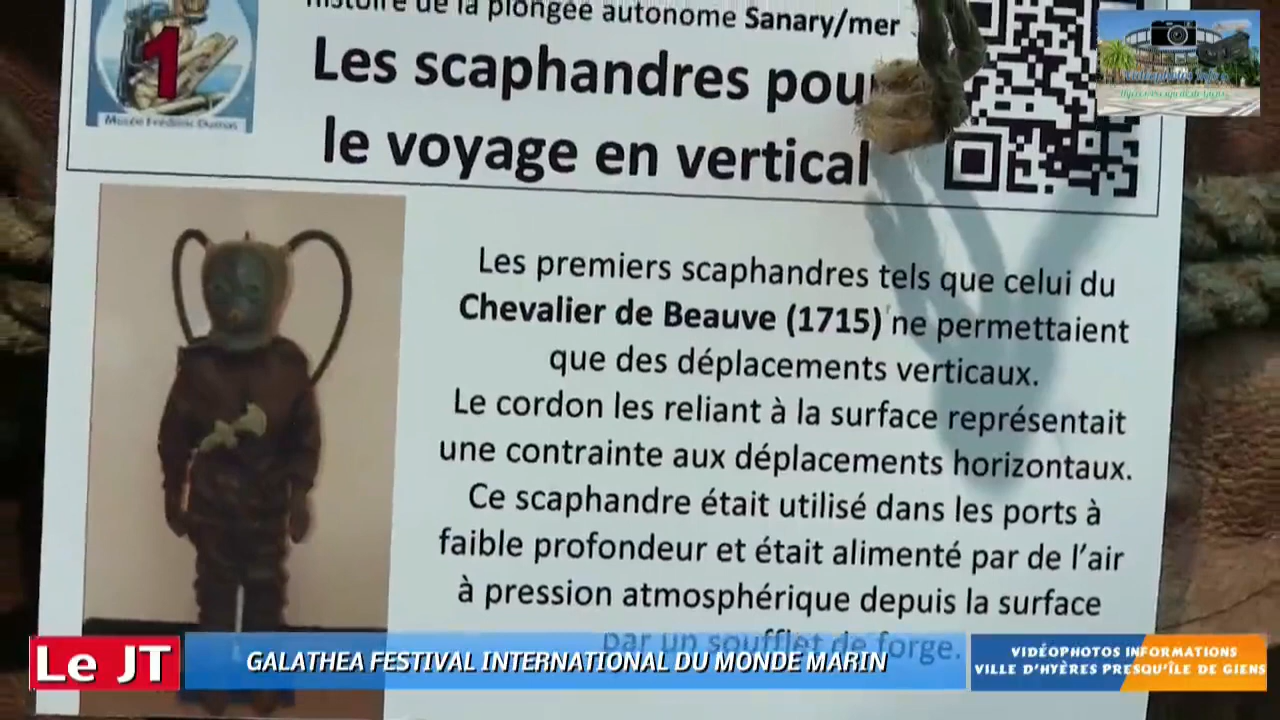 histoire de la plongée autonome Sanary/mer
1
Musée Frédéric Dumas
Les scaphandres pour
le voyage en vertical
Les premiers scaphandres tels que celui du
Chevalier de Beauve (1715) ne permettaient
que des déplacements verticaux.
Le cordon les reliant à la surface représentait
une contrainte aux déplacements horizontaux.
Ce scaphandre était utilisé dans les ports à
faible profondeur et était alimenté par de l'air
à pression atmosphérique depuis la surface
par un soufflet de forge.
Le JT
GALATHEA FESTIVAL INTERNATIONAL DU MONDE MARIN
VIDÉOPHOTOS INFORMATIONS
VILLE D'HYÈRES PRESQU'ÎLE DE GIENS